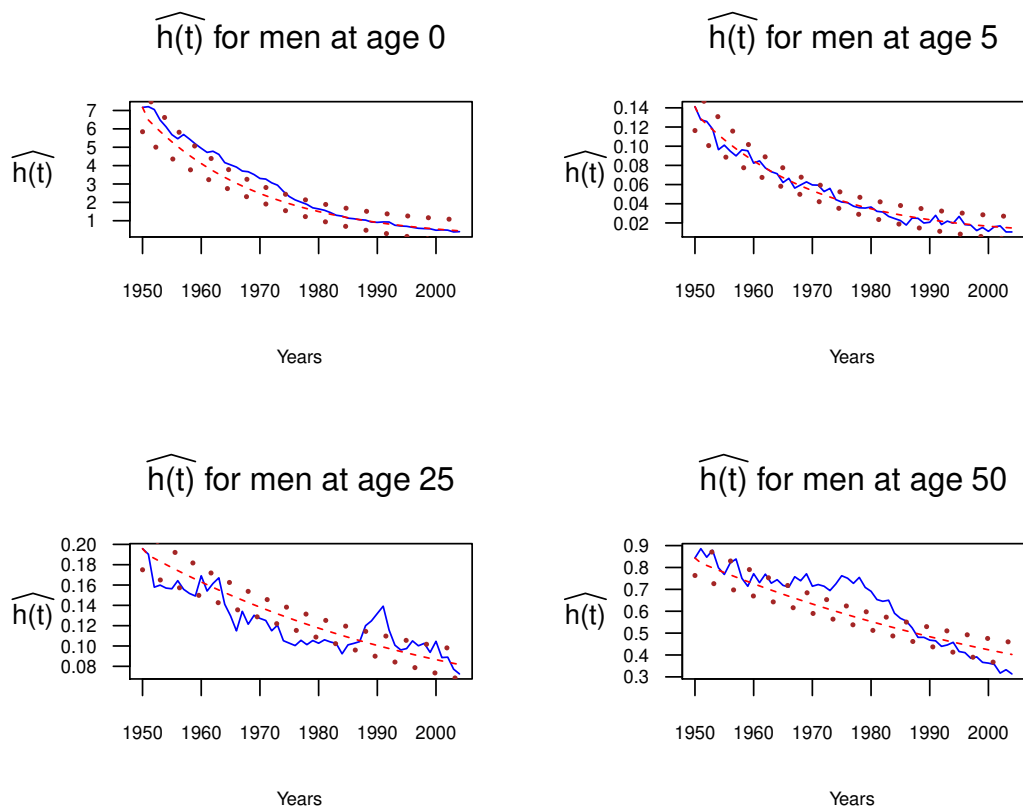 h(t) for men at age 0
7
6
5
4
3
2
1
h(t)
1950 1960 1970 1980 1990 2000
Years
h(t) for men at age 5
0.14
0.12
0.10
0.08
0.06
0.04
0.02
h(t)
1950 1960 1970 1980 1990 2000
Years
h(t) for men at age 25
0.20
0.18
0.16
0.14
0.12
0.10
0.08
h(t)
1950 1960 1970 1980 1990 2000
Years
h(t) for men at age 50
0.9
0.8
0.7
0.6
0.5
0.4
0.3
h(t)
1950 1960 1970 1980 1990 2000
Years